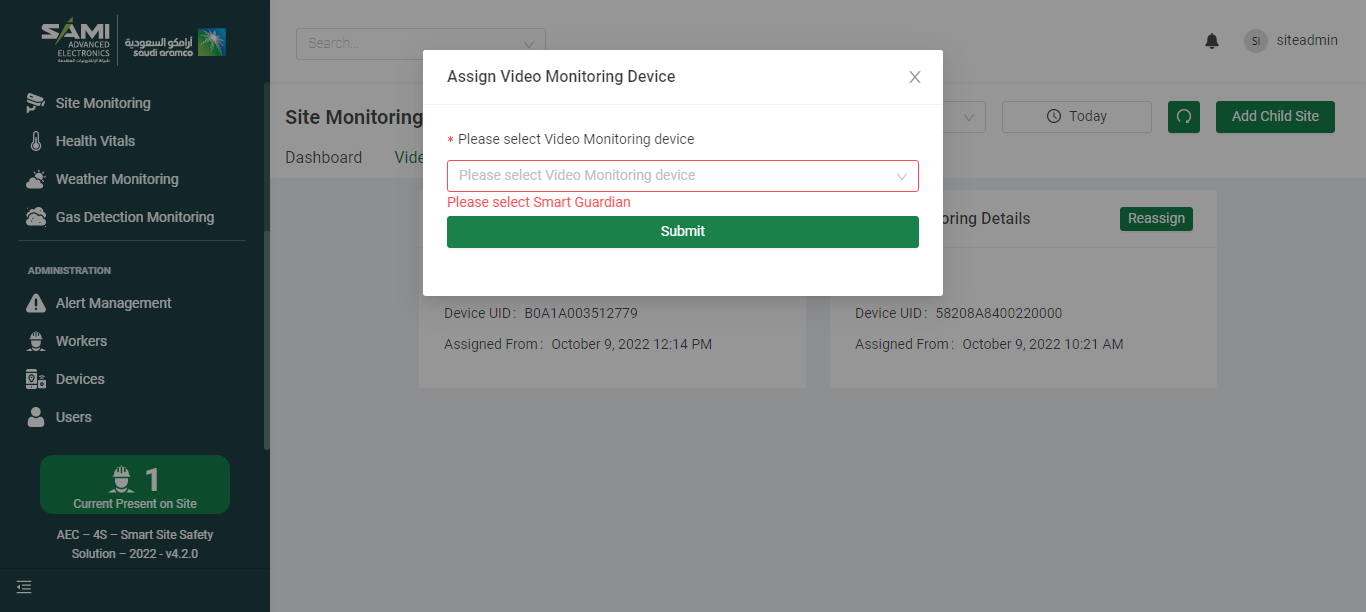 SAMI
ADVANCED
ELECTRONICS
أرامكو السعودية
saudi aramco
Site Monitoring
Health Vitals
Weather Monitoring
Gas Detection Monitoring
ADMINISTRATION
Alert Management
Workers
Devices
Users
1
Current Present on Site
AEC – 4S – Smart Site Safety
Solution – 2022 - v4.2.0
Search...
SI
siteadmin
Site Monitoring
Today
Add Child Site
Dashboard
Vide
Assign Video Monitoring Device
* Please select Video Monitoring device
Please select Video Monitoring device
Please select Smart Guardian
Submit
oring Details
Reassign
Device UID : B0A1A003512779
Assigned From : October 9, 2022 12:14 PM
Device UID : 58208A8400220000
Assigned From : October 9, 2022 10:21 AM